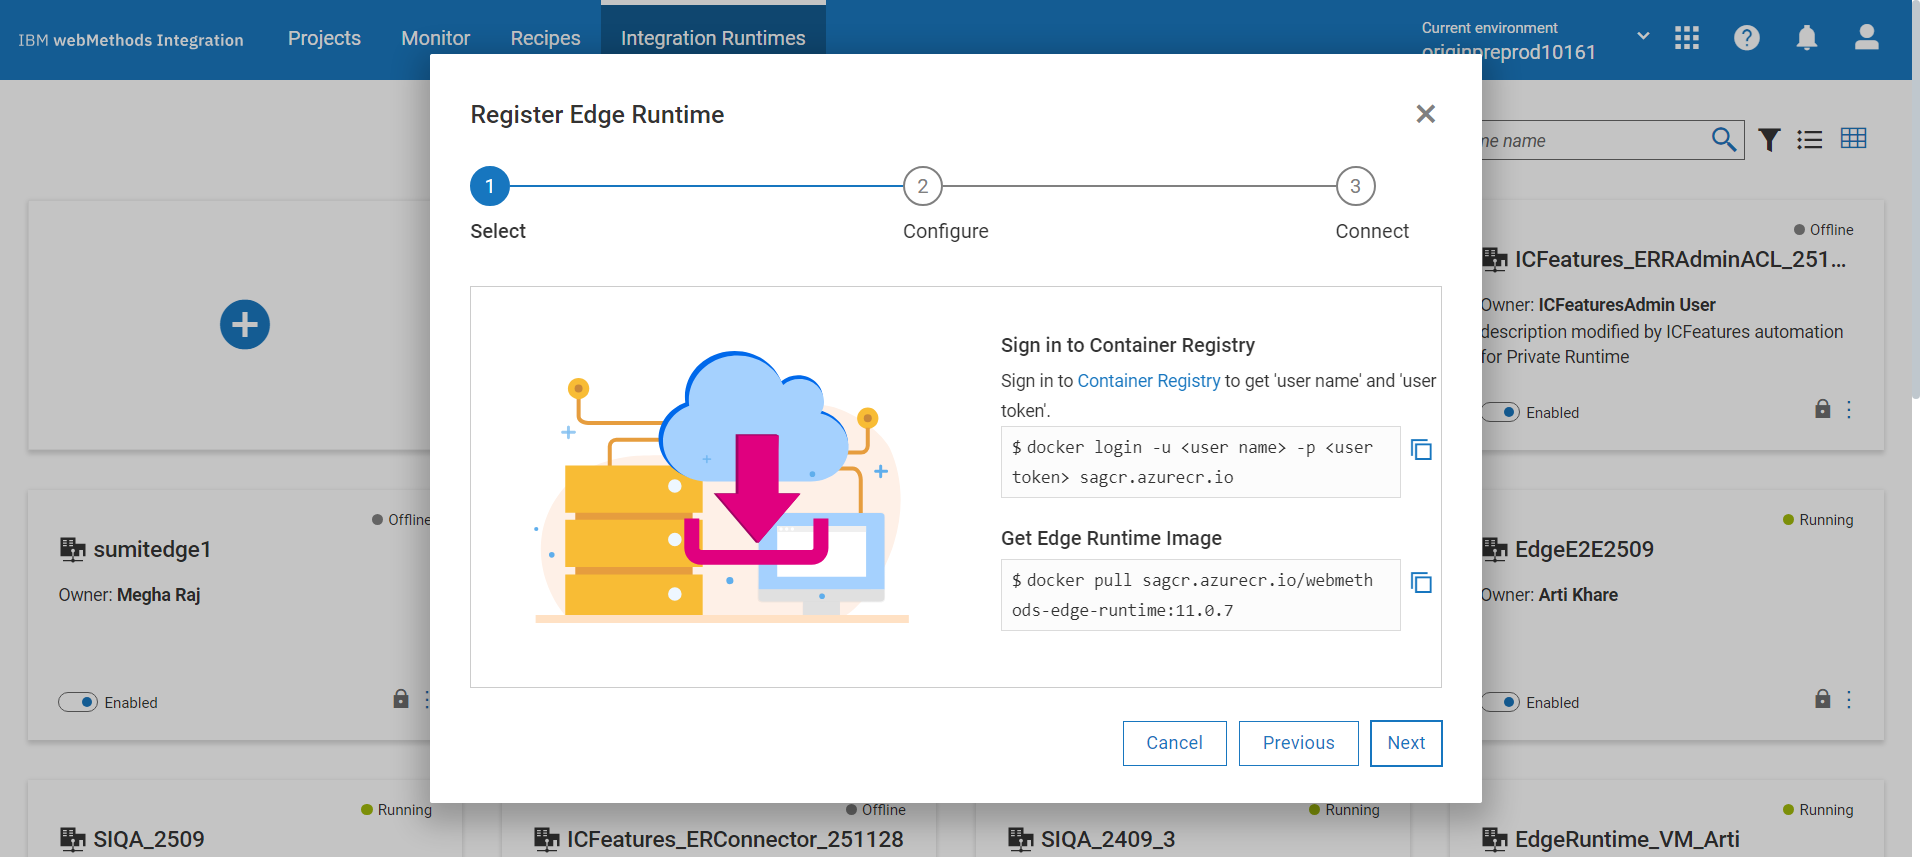 IBM webMethods Integration
Projects
Monitor
Recipes
Integration Runtimes
Current environment
originpreprod10161
Register Edge Runtime
1
2
3
Select
Configure
Connect
Sign in to Container Registry
Sign in to Container Registry to get 'user name' and 'user
token'.
$ docker login -u <user name> -p <user
token> sagcr.azurecr.io
Get Edge Runtime Image
$ docker pull sagcr.azurecr.io/webmeth
ods-edge-runtime:11.0.7
Cancel
Previous
Next
name
Offline
ICFeatures_ERRAdminACL_251...
Owner: ICFeaturesAdmin User
description modified by ICFeatures automation
for Private Runtime
Enabled
Offline
sumitedge1
Owner: Megha Raj
Enabled
Running
EdgeE2E2509
Owner: Arti Khare
Enabled
Running
SIQA_2509
Offline
ICFeatures_ERConnector_251128
Running
SIQA_2409_3
Running
EdgeRuntime_VM_Arti